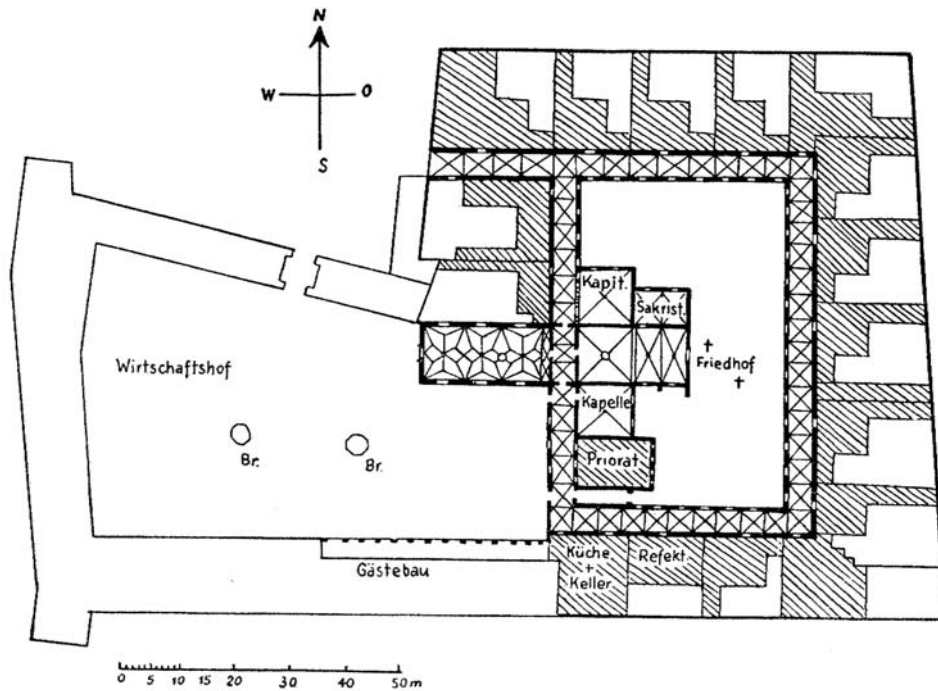 N
W O
S
Kapit.
Sakrist.
Wirtschaftshof
Friedhof
Kapelle
Br.
Br.
Priorat
Küche
+
Keller
Refekt.
Gästebau
0 5 10 15 20 30 40 50 m